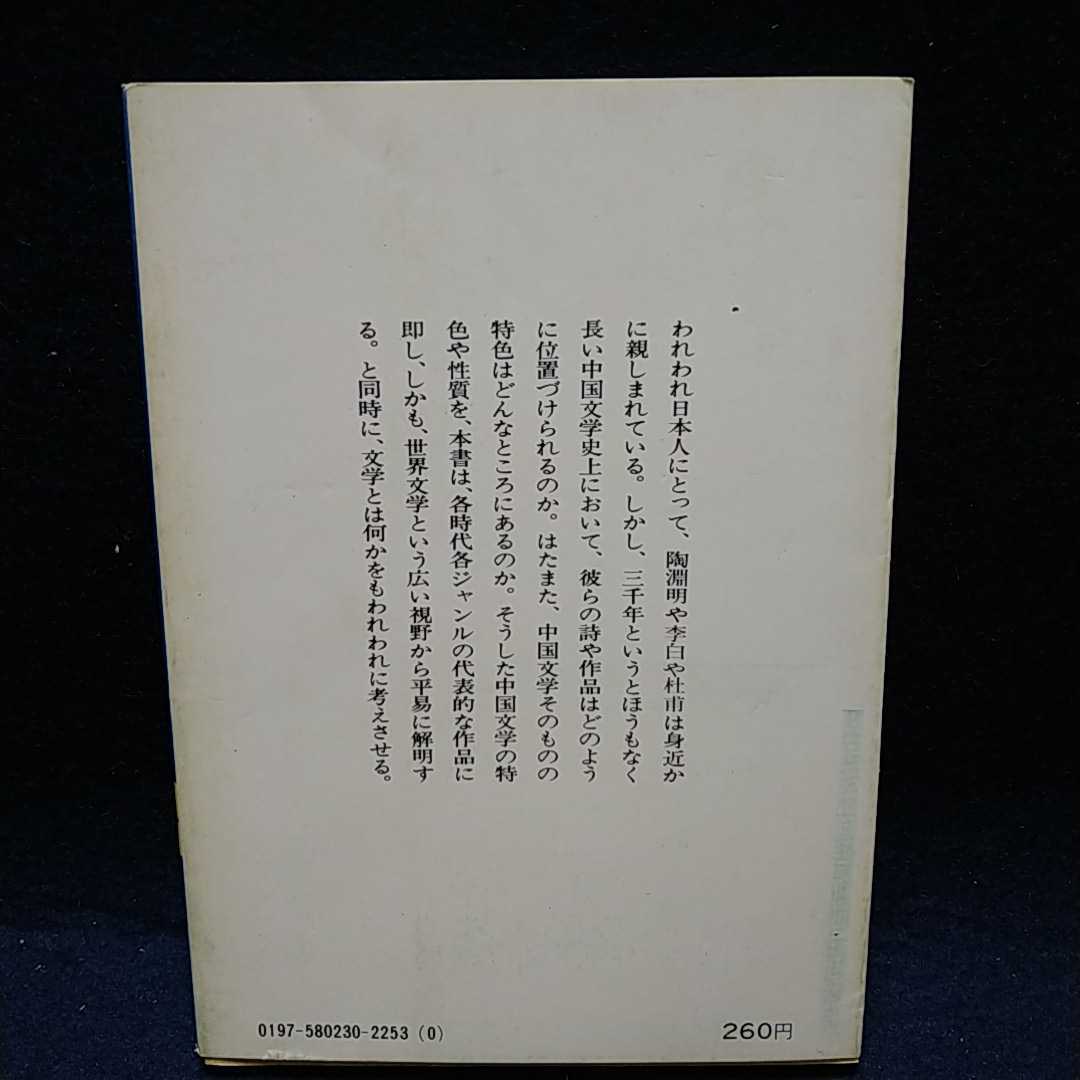 われわれ日本人にとって、陶淵明や李白や杜甫は身近か
に親しまれている。しかし、三千年というとほうもなく
長い中国文学史上において、彼らの詩や作品はどのよう
に位置づけられるのか。はたまた、中国文学そのものの
特色はどんなところにあるのか。そうした中国文学の特
色や性質を、本書は、各時代各ジャンルの代表的な作品に
即し、しかも、世界文学という広い視野から平易に解明す
る。と同時に、文学とは何かをもわれわれに考えさせる。
0197-580230-2253 (0)
260円